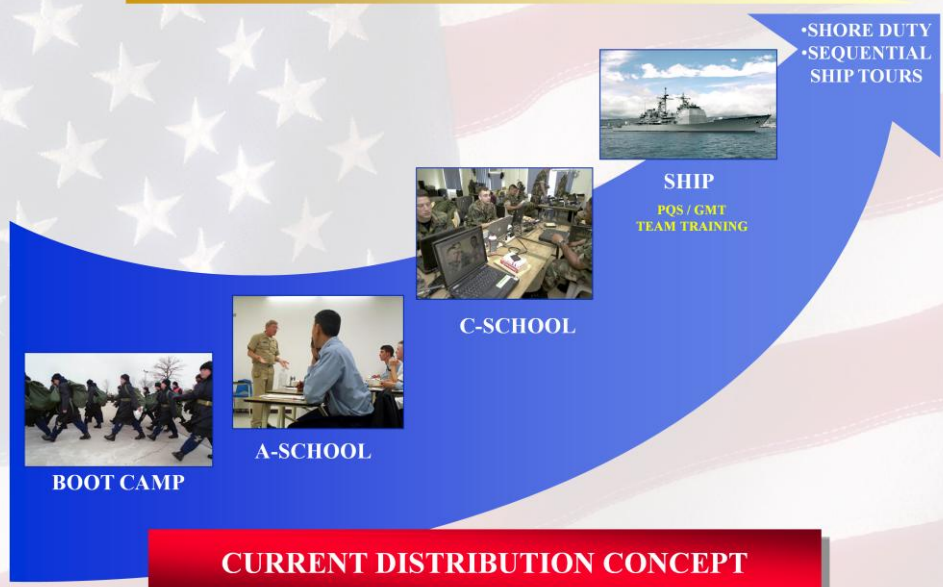 •SHORE DUTY
•SEQUENTIAL
SHIP TOURS
SHIP
PQS / GMT
TEAM TRAINING
C-SCHOOL
A-SCHOOL
BOOT CAMP
CURRENT DISTRIBUTION CONCEPT